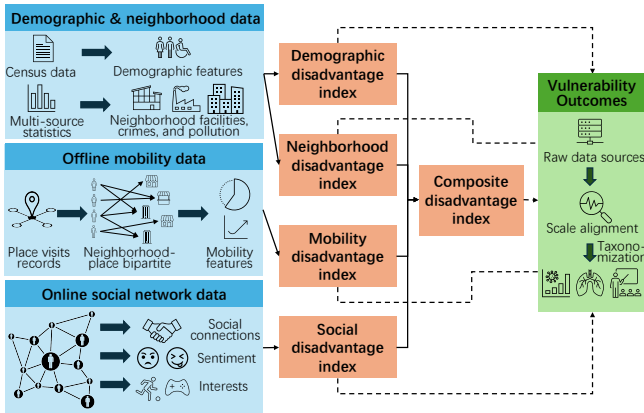 Demographic & neighborhood data
Census data
Demographic features
Multi-source
statistics
Neighborhood facilities,
crimes, and pollution
Offline mobility data
Place visits
records
Neighborhood-
place bipartite
Mobility
features
Online social network data
Social
connections
Sentiment
Interests
Demographic
disadvantage
index
Neighborhood
disadvantage
index
Mobility
disadvantage
index
Social
disadvantage
index
Composite
disadvantage
index
Vulnerability
Outcomes
Raw data sources
Scale alignment
Taxono-
mization